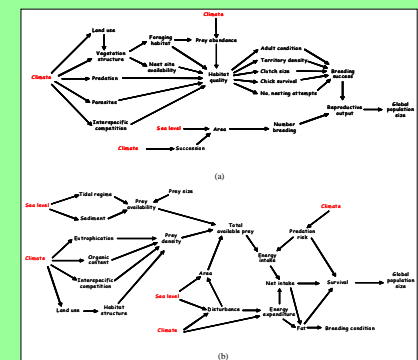 Climate
Land use
Foraging
habitat
Prey abundance
Vegetation
structure
Adult condition
Nest site
availability
Territory density
Climate
Predation
Habitat
quality
Clutch size
Breeding
success
Chick survival
Parasites
No. nesting attempts
Reproductive
output
Global
population
size
Interspecific
competition
Sea level
Area
Number
breeding
Climate
Succession
(a)
Tidal regime
Prey size
Sea level
Prey
availability
Sediment
Climate
Total
available prey
Predation
risk
Eutrophication
Prey
density
Organic
content
Energy
intake
Climate
Interspecific
competition
Area
Net intake
Survival
Global
population
size
Sea level
Land use
Habitat
structure
Disturbance
Energy
expenditure
Climate
Fat
Breeding condition
(b)